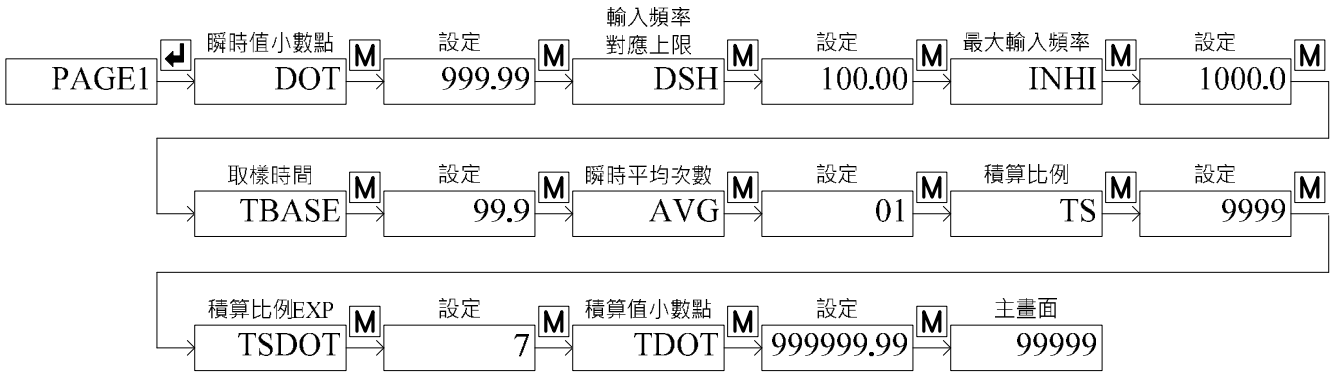 輸入頻率
瞬時值小數點 設定 對應上限 設定 最大輸入頻率 設定
↵ M M M M M M
PAGE1 DOT 999.99 DSH 100.00 INHI 1000.0
取樣時間 設定 瞬時平均次數 設定 積算比例 設定
M M M M M M
TBASE 99.9 AVG 01 TS 9999
積算比例EXP 設定 積算值小數點 設定 主畫面
M M M M
TSDOT 7 TDOT 999999.99 99999